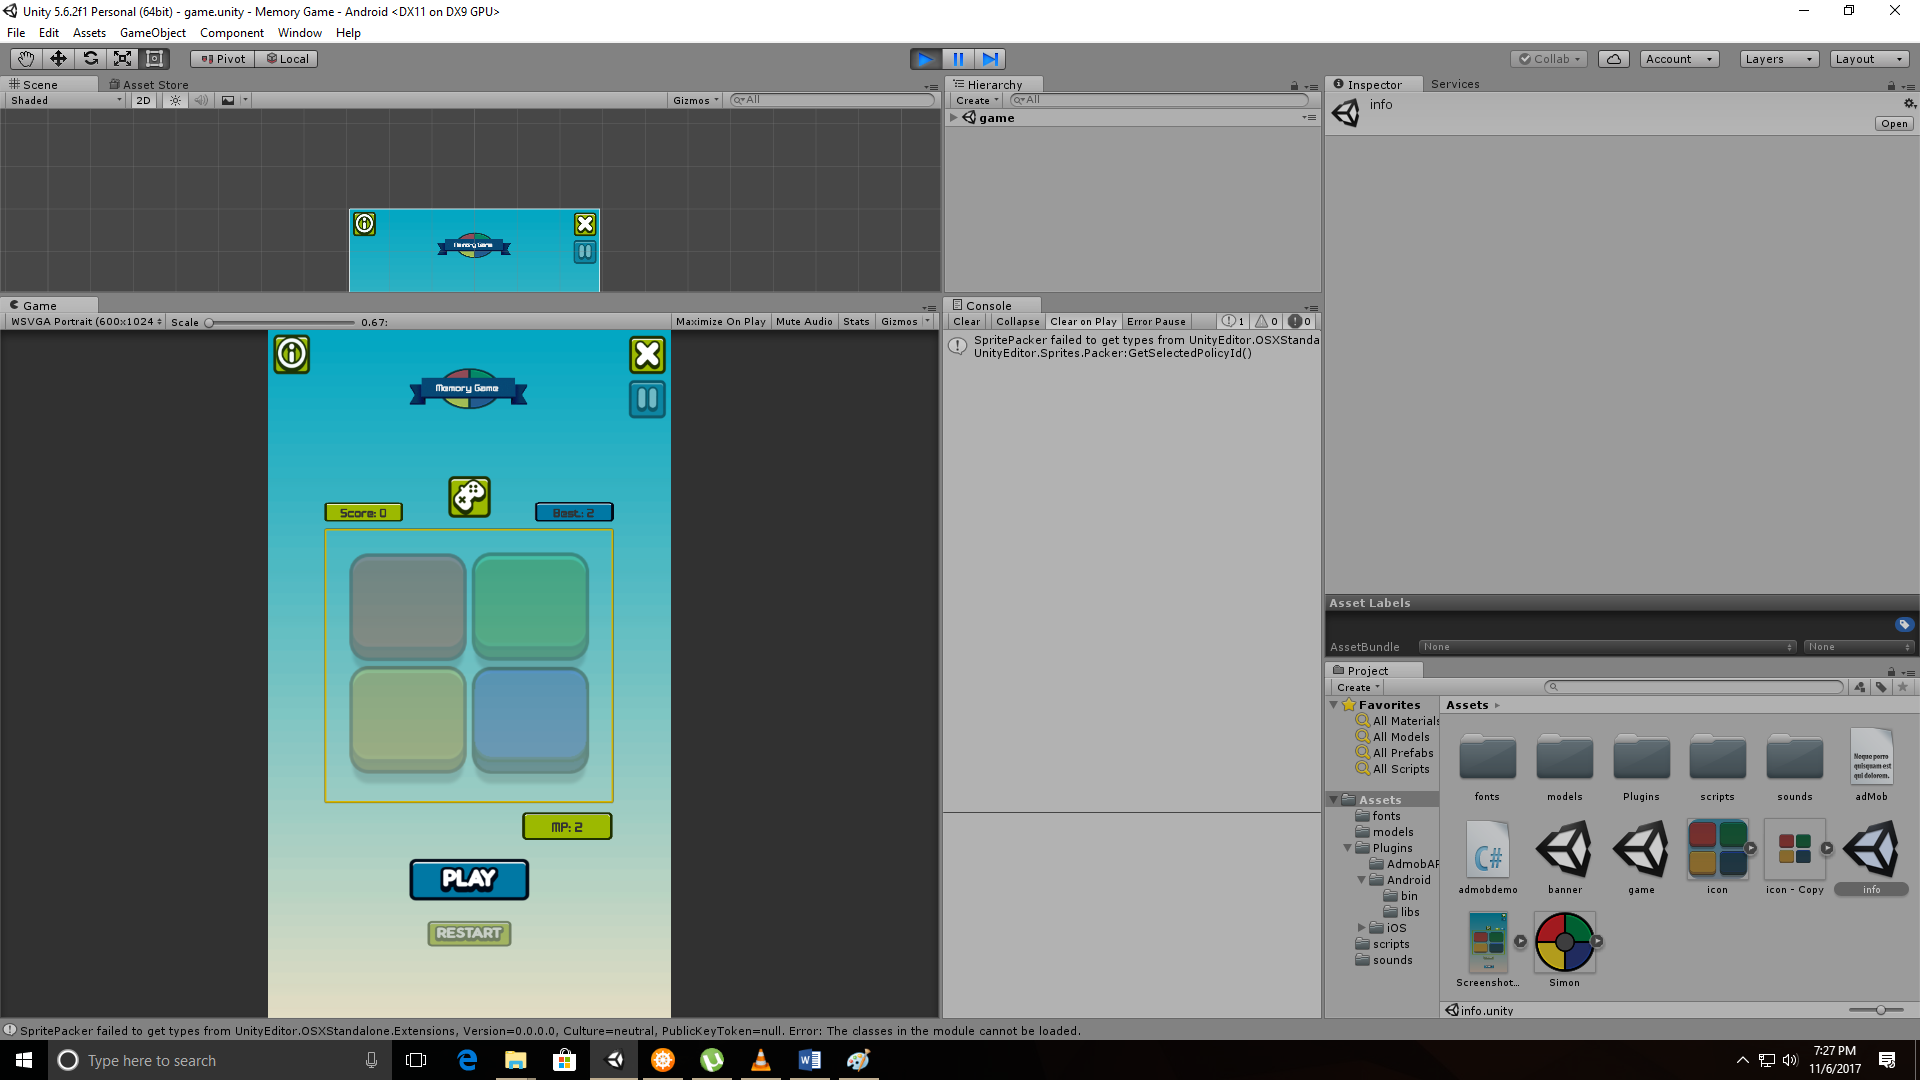 Unity 5.6.2f1 Personal (64bit) - game.unity - Memory Game - Android <DX11 on DX9 GPU>
File Edit Assets GameObject Component Window Help
Pivot Local Collab Account Layers Layout
Scene Asset Store
Shaded 2D Gizmos All
Memory Game
Hierarchy
Create All
game
Inspector Services
info
Open
Game
WSVGA Portrait (600x1024 Scale 0.67: Maximize On Play Mute Audio Stats Gizmos
Memory Game
Score: 0
Best: 2
MP: 2
PLAY
RESTART
Console
Clear Collapse Clear on Play Error Pause 1 0 0
SpritePacker failed to get types from UnityEditor.OSXStanda
UnityEditor.Sprites.Packer:GetSelectedPolicyId()
Asset Labels
AssetBundle None None
Project
Create
Favorites
All Materials
All Models
All Prefabs
All Scripts
Assets
fonts
models
Plugins
AdmobAP
Android
bin
libs
iOS
scripts
sounds
Assets
Neque porro
quisquam est
qui dolorem.
fonts models Plugins scripts sounds adMob
C#
admobdemo banner game icon icon - Copy info
Screenshot... Simon
info.unity
SpritePacker failed to get types from UnityEditor.OSXStandalone.Extensions, Version=0.0.0.0, Culture=neutral, PublicKeyToken=null. Error: The classes in the module cannot be loaded.
Type here to search
7:27 PM
11/6/2017